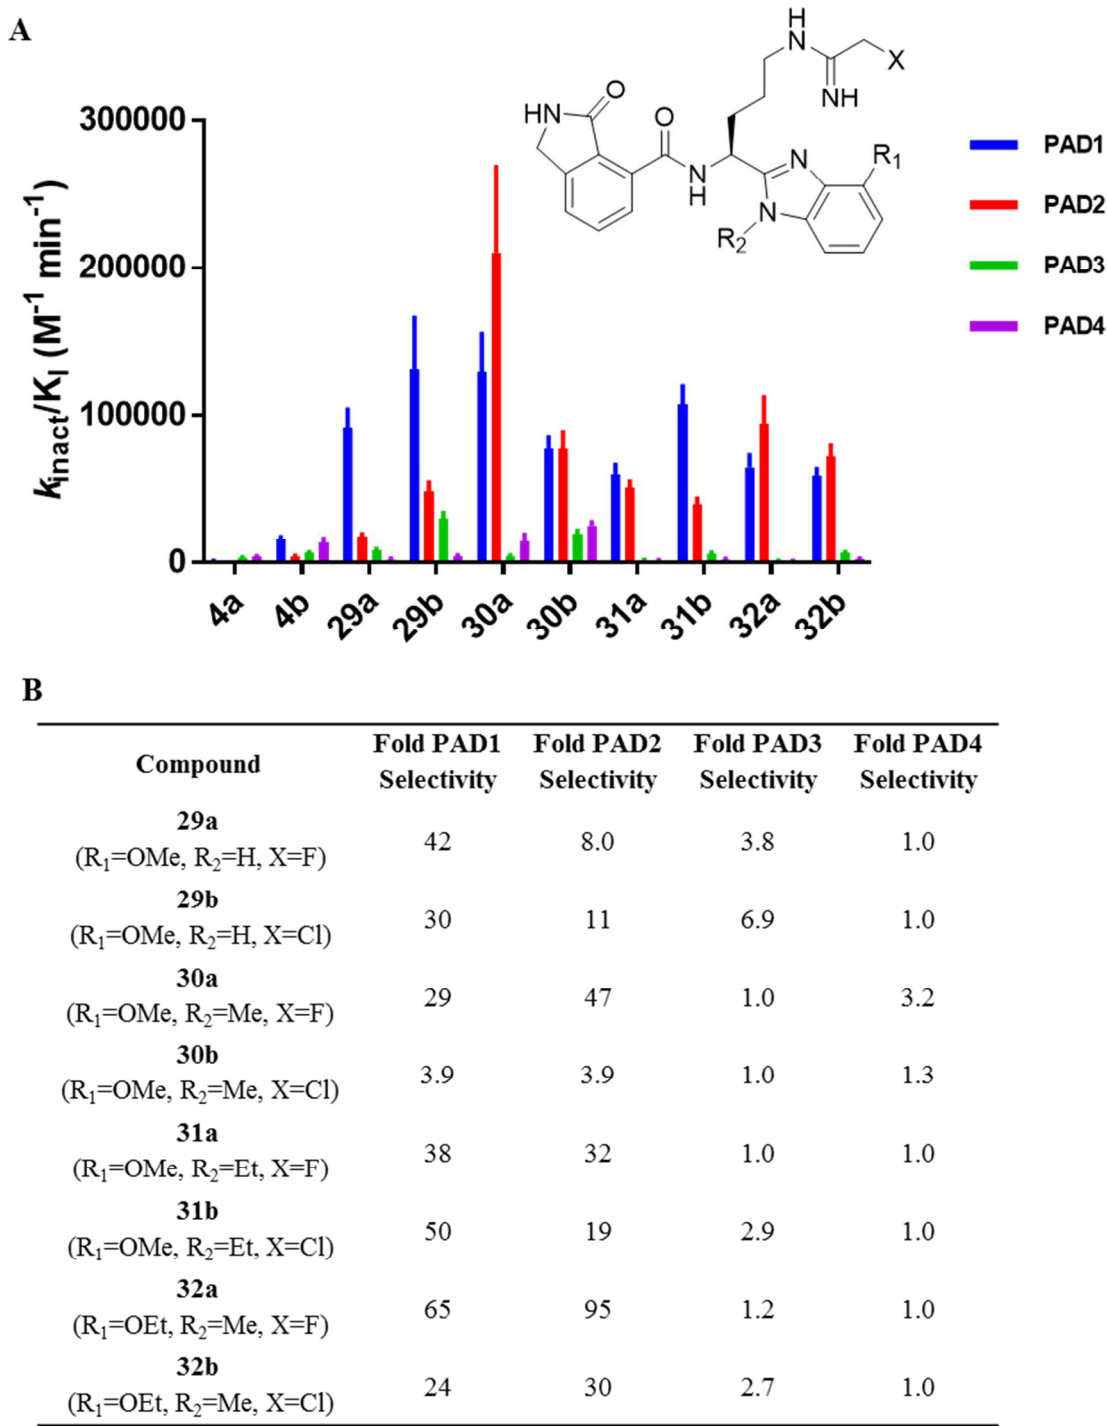 A
300000
200000
100000
0
kinact/KI (M-1 min-1)
H
N
X
NH
HN
O
O
N
H
N
R1
N
R2
PAD1
PAD2
PAD3
PAD4
4a 4b 29a 29b 30a 30b 31a 31b 32a 32b
B
Compound Fold PAD1 Selectivity Fold PAD2 Selectivity Fold PAD3 Selectivity Fold PAD4 Selectivity
29a
(R1=OMe, R2=H, X=F) 42 8.0 3.8 1.0
29b
(R1=OMe, R2=H, X=Cl) 30 11 6.9 1.0
30a
(R1=OMe, R2=Me, X=F) 29 47 1.0 3.2
30b
(R1=OMe, R2=Me, X=Cl) 3.9 3.9 1.0 1.3
31a
(R1=OMe, R2=Et, X=F) 38 32 1.0 1.0
31b
(R1=OMe, R2=Et, X=Cl) 50 19 2.9 1.0
32a
(R1=OEt, R2=Me, X=F) 65 95 1.2 1.0
32b
(R1=OEt, R2=Me, X=Cl) 24 30 2.7 1.0